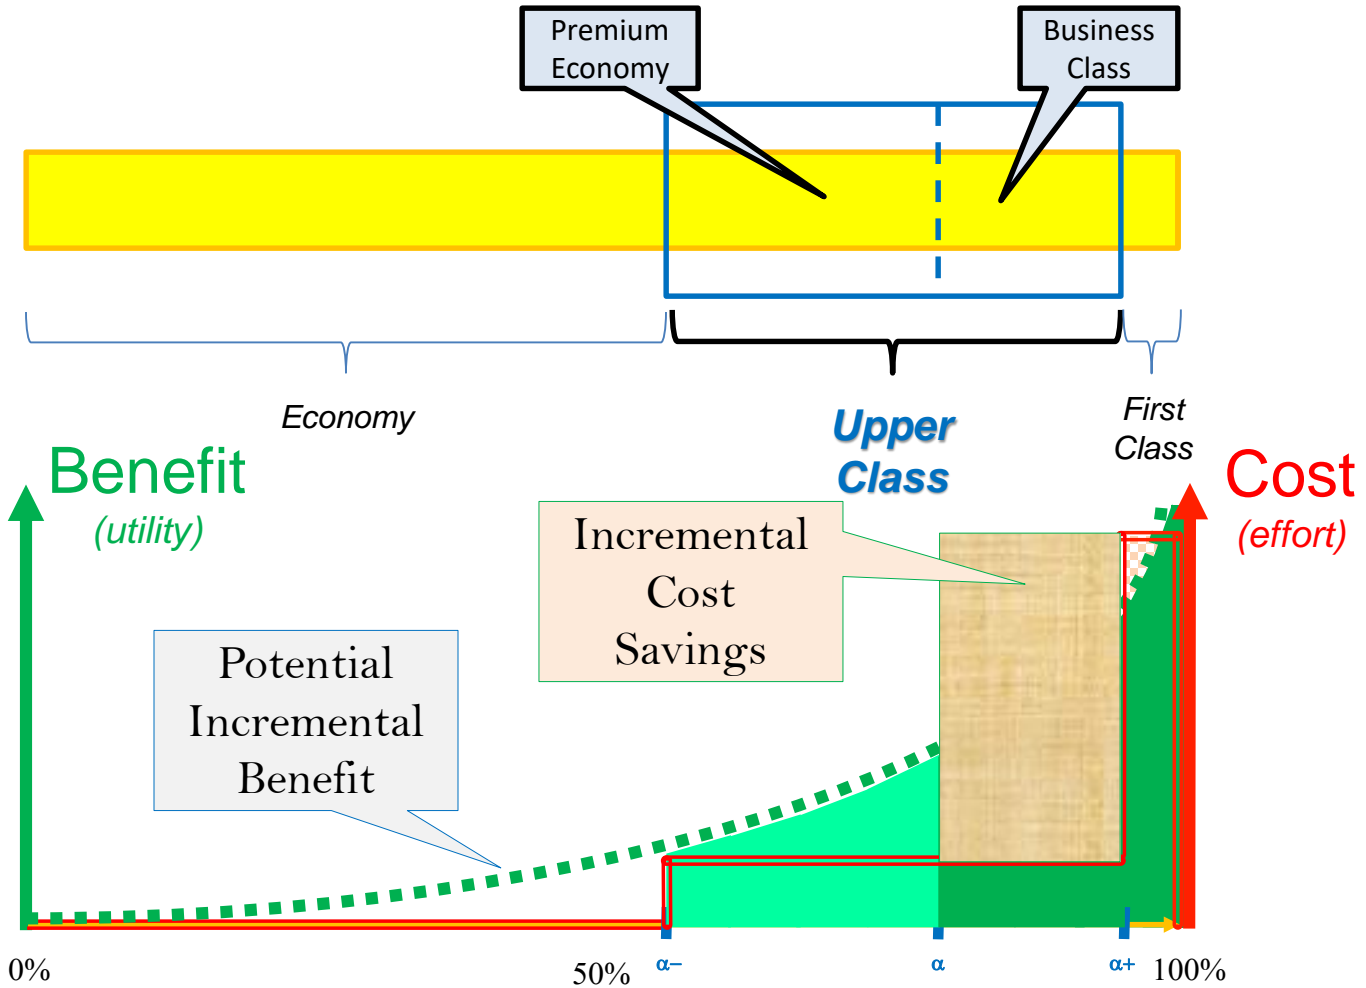 Premium
Economy
Business
Class
Economy
Upper
Class
First
Class
Benefit
(utility)
Cost
(effort)
Incremental
Cost
Savings
Potential
Incremental
Benefit
0%
50%
α−
α
α+
100%